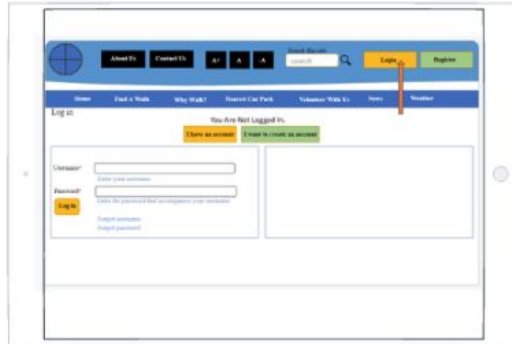 Search this site
About Us Contact Us A+ A -A search Login Register
Home Find A Walk Why Walk? Nearest Car Park Volunteer With Us News Weather
Log in
You Are Not Logged In.
I have an account I want to create an account
Username*
Enter your username
Password*
Enter the password that accompanies your username
Log in
Forgot username
Forgot password